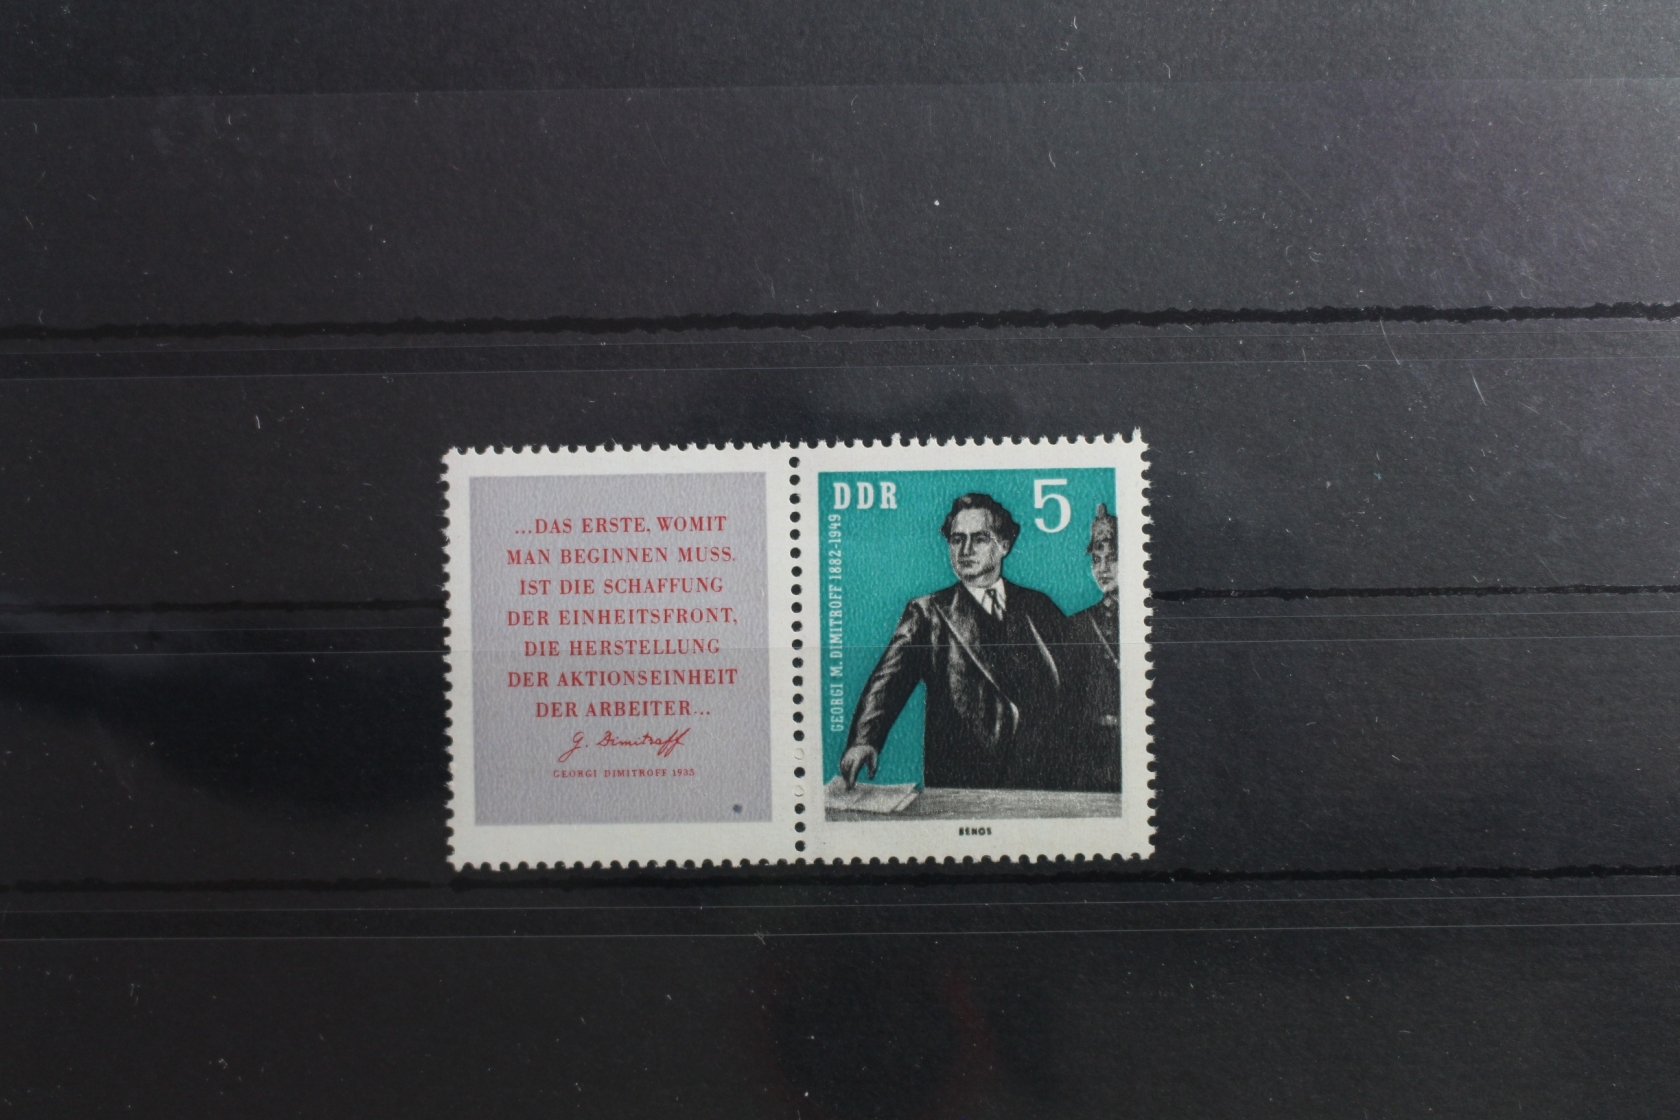 ...DAS ERSTE, WOMIT
MAN BEGINNEN MUSS.
IST DIE SCHAFFUNG
DER EINHEITSFRONT,
DIE HERSTELLUNG
DER AKTIONSEINHEIT
DER ARBEITER...
G. Dimitroff
GEORGI DIMITROFF 1935
DDR
5
GEORGI M. DIMITROFF 1882-1949
BENGS